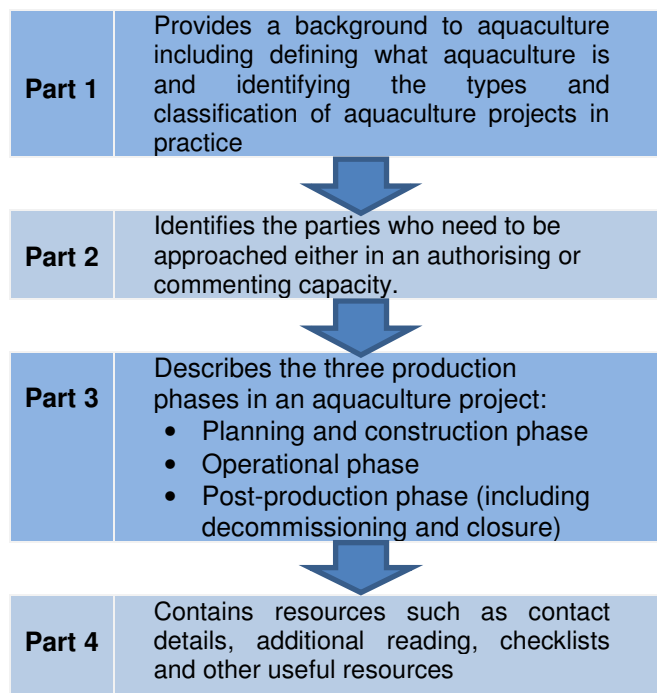 Provides a background to aquaculture
including defining what aquaculture is
Part 1
and identifying the types and
classification of aquaculture projects in
practice
Identifies the parties who need to be
Part 2
approached either in an authorising or
commenting capacity.
Describes the three production
Part 3
phases in an aquaculture project:
• Planning and construction phase
• Operational phase
• Post-production phase (including
decommissioning and closure)
Contains resources such as contact
Part 4
details, additional reading, checklists
and other useful resources